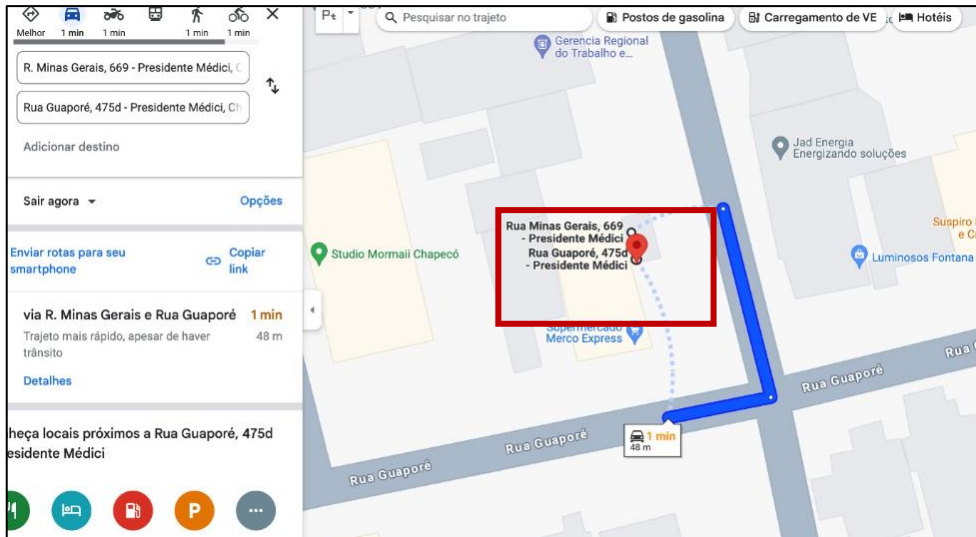 Melhor
1 min
1 min
1 min
1 min
R. Minas Gerais, 669 - Presidente Médici, C
Rua Guaporé, 475d - Presidente Médici, Ch
Adicionar destino
Sair agora
Opções
Enviar rotas para seu
smartphone
Copiar
link
via R. Minas Gerais e Rua Guaporé
1 min
Trajeto mais rápido, apesar de haver
trânsito
48 m
Detalhes
heça locais próximos a Rua Guaporé, 475d
esidente Médici
P
Pesquisar no trajeto
Postos de gasolina
Carregamento de VE
Hotéis
Gerencia Regional
do Trabalho e...
Jad Energia
Energizando soluções
Suspiro
Luminosos Fontana
Studio Mormaii Chapecó
Rua Minas Gerais, 669
- Presidente Médici
Rua Guaporé, 475d
- Presidente Médici
Supermercado
Merco Express
Rua
Rua Guaporé
Rua Guaporé
Rua Guaporé
1 min
48 m